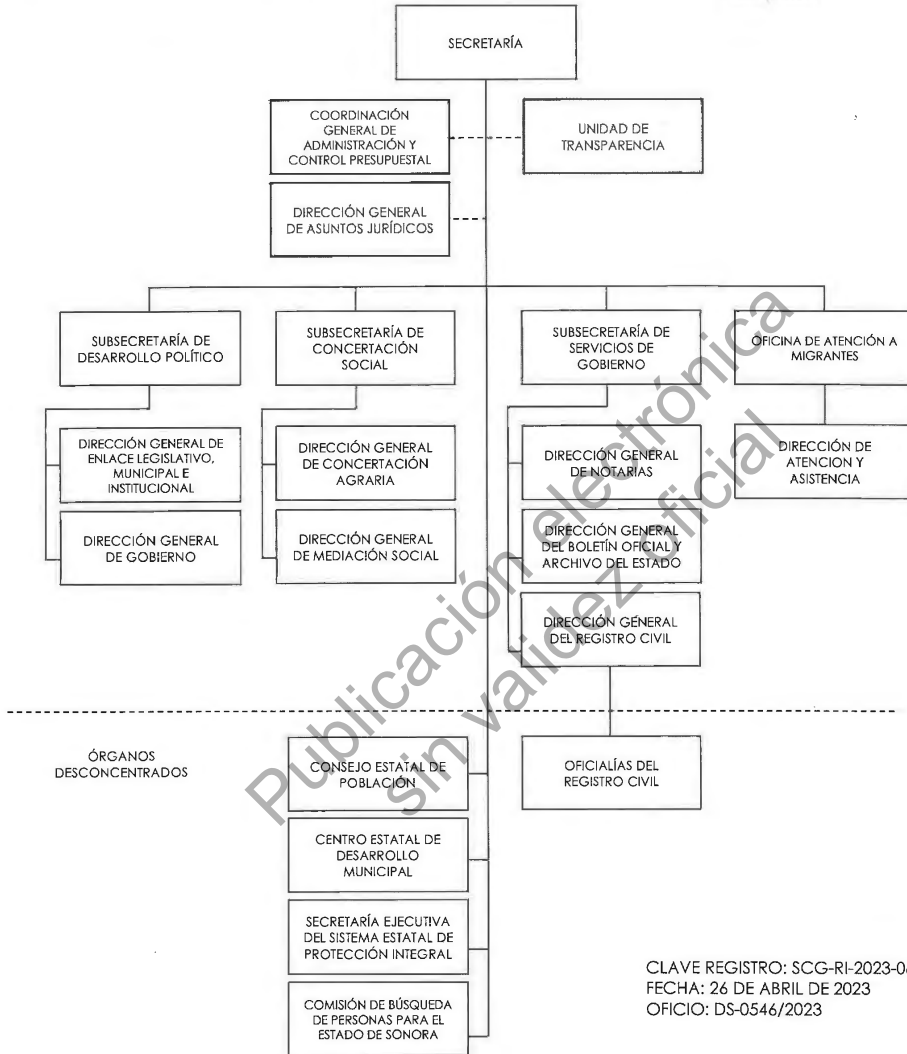 SECRETARÍA
COORDINACIÓN
GENERAL DE
ADMINISTRACIÓN Y
CONTROL PRESUPUESTAL
UNIDAD DE
TRANSPARENCIA
DIRECCIÓN GENERAL
DE ASUNTOS JURÍDICOS
SUBSECRETARÍA DE
DESARROLLO POLÍTICO
SUBSECRETARÍA DE
CONCERTACIÓN
SOCIAL
SUBSECRETARÍA DE
SERVICIOS DE
GOBIERNO
OFICINA DE ATENCIÓN A
MIGRANTES
DIRECCIÓN GENERAL DE
ENLACE LEGISLATIVO,
MUNICIPAL E
INSTITUCIONAL
DIRECCIÓN GENERAL
DE CONCERTACIÓN
AGRARIA
DIRECCIÓN GENERAL
DE NOTARIAS
DIRECCIÓN DE
ATENCION Y
ASISTENCIA
DIRECCIÓN GENERAL
DE GOBIERNO
DIRECCIÓN GENERAL
DE MEDIACIÓN SOCIAL
DIRECCIÓN GENERAL
DEL BOLETÍN OFICIAL Y
ARCHIVO DEL ESTADO
DIRECCIÓN GENERAL
DEL REGISTRO CIVIL
ÓRGANOS
DESCONCENTRADOS
CONSEJO ESTATAL DE
POBLACIÓN
OFICIALÍAS DEL
REGISTRO CIVIL
CENTRO ESTATAL DE
DESARROLLO
MUNICIPAL
SECRETARÍA EJECUTIVA
DEL SISTEMA ESTATAL DE
PROTECCIÓN INTEGRAL
COMISIÓN DE BÚSQUEDA
DE PERSONAS PARA EL
ESTADO DE SONORA
CLAVE REGISTRO: SCG-RI-2023-0
FECHA: 26 DE ABRIL DE 2023
OFICIO: DS-0546/2023
Publicación electrónica
sin validez oficial